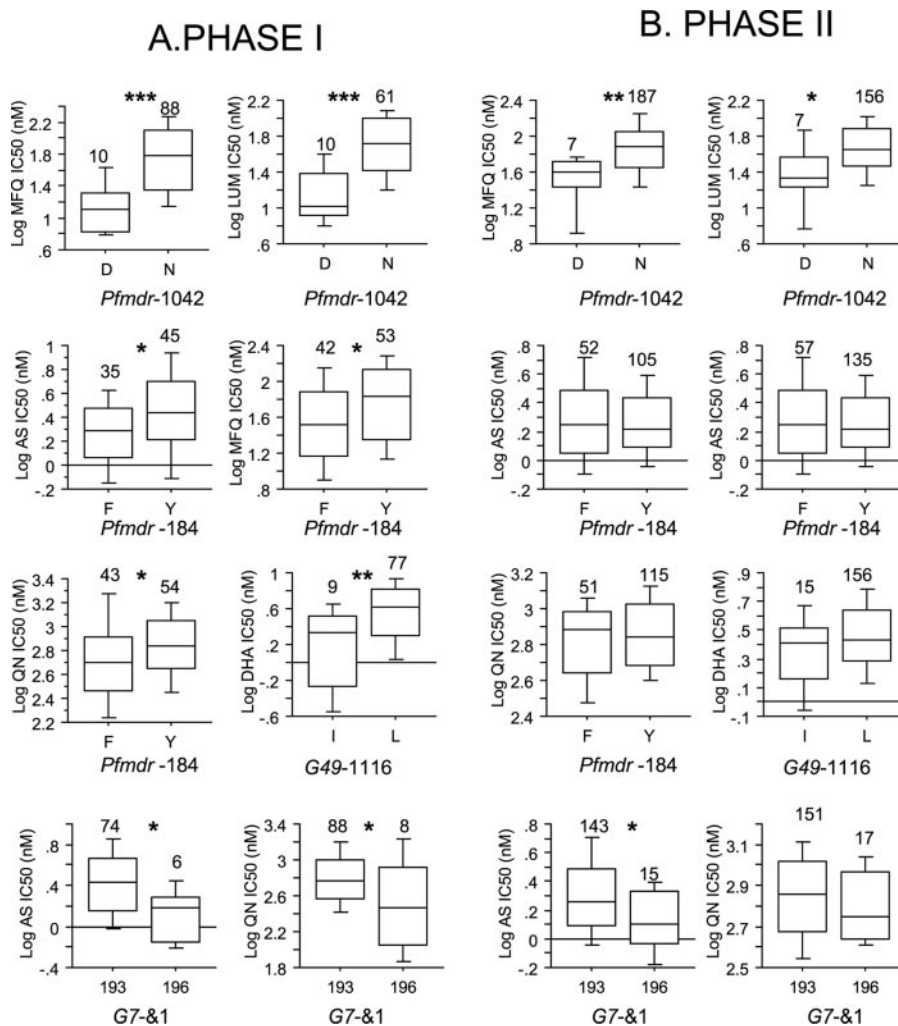 A.PHASE I
Log MFQ IC50 (nM)
2.2
1.8
1.4
1
.6
***
10
88
D N
Pfmdr-1042
Log LUM IC50 (nM)
2.2
1.8
1.4
1
.6
***
10
61
D N
Pfmdr-1042
Log AS IC50 (nM)
1
.8
.6
.4
.2
0
-.2
*
35
45
F Y
Pfmdr -184
Log MFQ IC50 (nM)
2.4
2
1.6
1.2
.8
*
42
53
F Y
Pfmdr -184
Log QN IC50 (nM)
3.4
3.2
3
2.8
2.6
2.4
2.2
*
43
54
F Y
Pfmdr -184
Log DHA IC50 (nM)
1
.6
.2
-.2
-.6
**
9
77
I L
G49-1116
Log AS IC50 (nM)
.8
.4
0
-.4
*
74
6
193 196
G7-&1
Log QN IC50 (nM)
3.4
3
2.6
2.2
1.8
*
88
8
193 196
G7-&1
B. PHASE II
Log MFQ IC50 (nM)
2.4
2
1.6
1.2
.8
**
7
187
D N
Pfmdr-1042
Log LUM IC50 (nM)
2.2
1.8
1.4
1
.6
*
7
156
D N
Pfmdr-1042
Log AS IC50 (nM)
.8
.6
.4
.2
0
-.2
52
105
F Y
Pfmdr -184
Log AS IC50 (nM)
.8
.6
.4
.2
0
-.2
57
135
F Y
Pfmdr -184
Log QN IC50 (nM)
3.2
3
2.8
2.6
2.4
51
115
F Y
Pfmdr -184
Log DHA IC50 (nM)
.9
.7
.5
.3
.1
-.1
15
156
I L
G49-1116
Log AS IC50 (nM)
.8
.6
.4
.2
0
-.2
*
143
15
193 196
G7-&1
Log QN IC50 (nM)
3.1
2.9
2.7
2.5
151
17
193 196
G7-&1